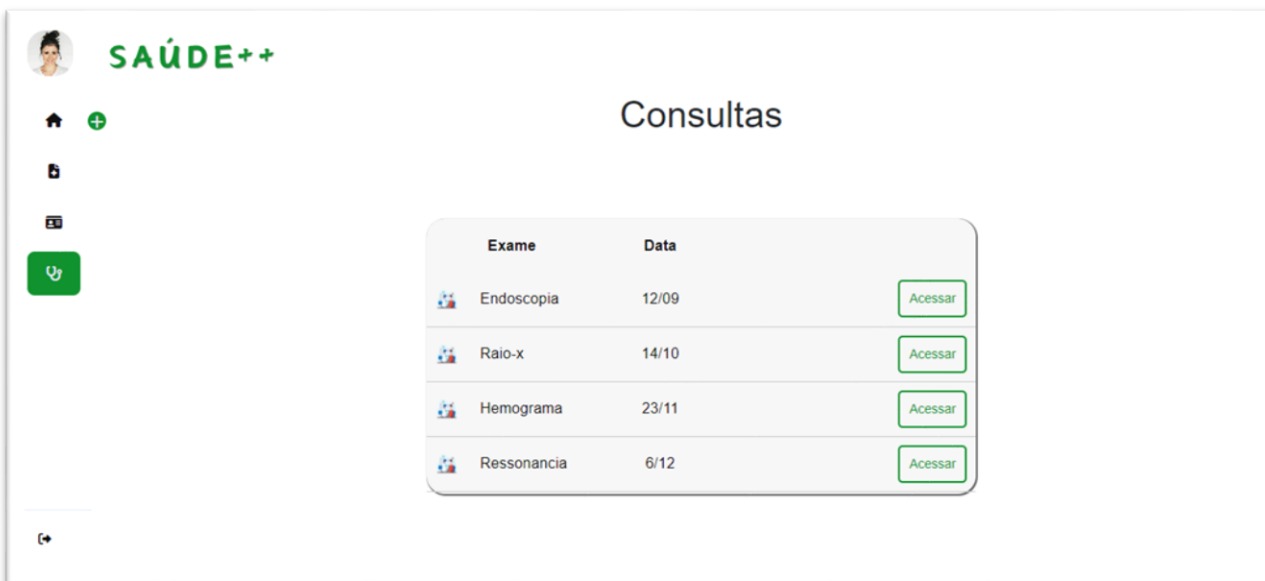 SAÚDE++
Consultas
Exame Data
Endoscopia 12/09 Acessar
Raio-x 14/10 Acessar
Hemograma 23/11 Acessar
Ressonancia 6/12 Acessar